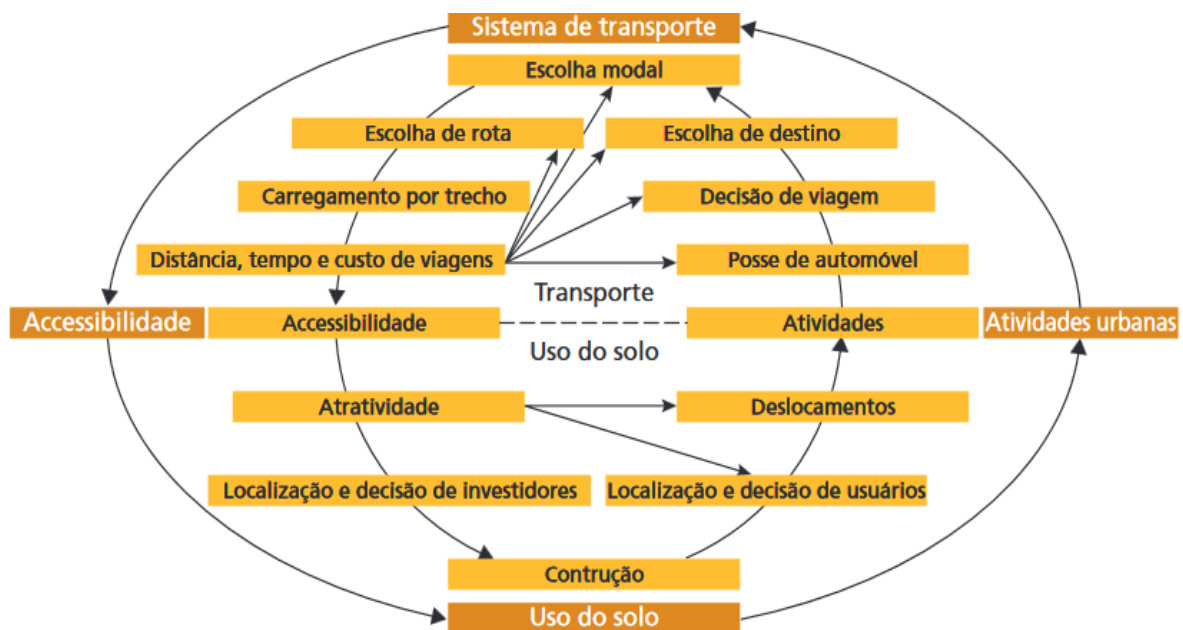 Sistema de transporte
Escolha modal
Escolha de rota
Escolha de destino
Carregamento por trecho
Decisão de viagem
Distância, tempo e custo de viagens
Posse de automóvel
Transporte
Accessibilidade
Accessibilidade
Atividades
Atividades urbanas
Uso do solo
Atratividade
Deslocamentos
Localização e decisão de investidores
Localização e decisão de usuários
Contrução
Uso do solo